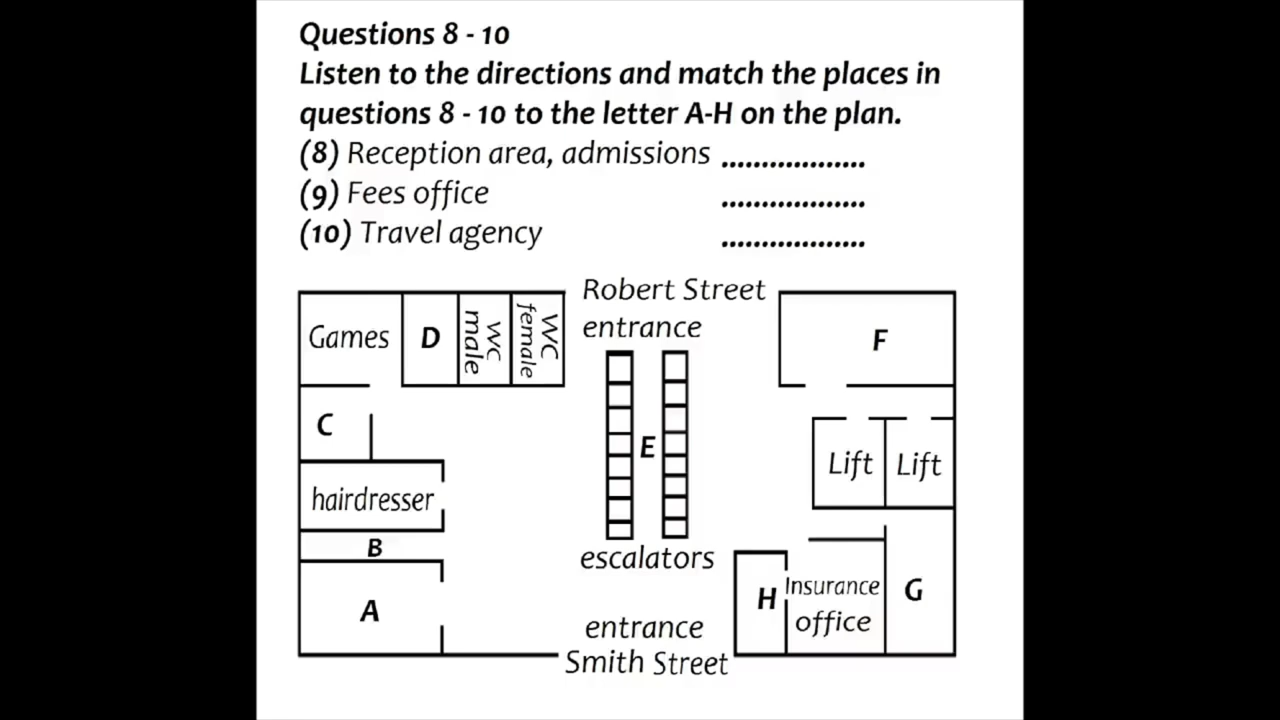 Questions 8 - 10
Listen to the directions and match the places in
questions 8 - 10 to the letter A-H on the plan.
(8) Reception area, admissions ..................
(9) Fees office ..................
(10) Travel agency ..................
Robert Street
entrance
Games
D
WC
male
WC
female
F
C
E
Lift
Lift
hairdresser
B
escalators
A
H
Insurance
office
G
entrance
Smith Street